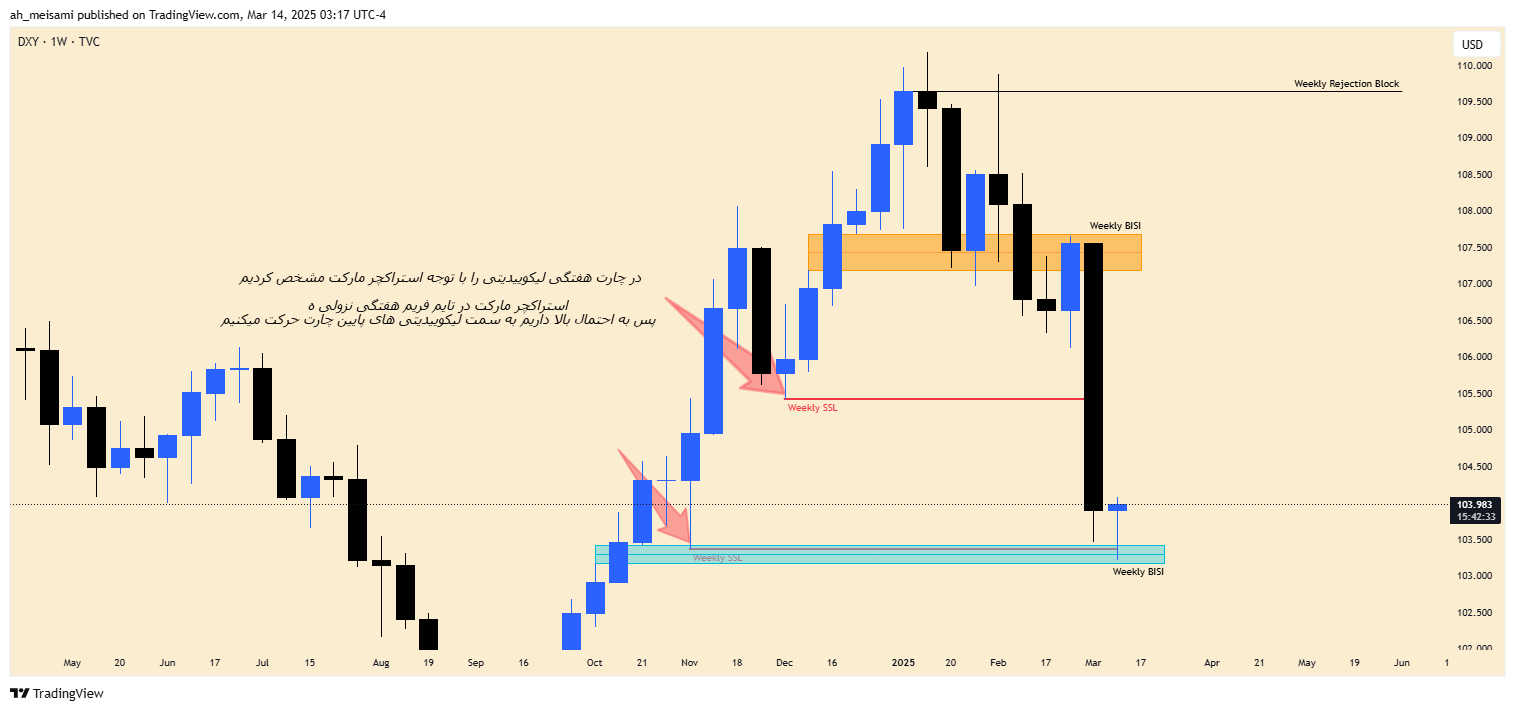 ah_meisami published on TradingView.com, Mar 14, 2025 03:17 UTC-4
DXY · 1W · TVC
USD
110.000
Weekly Rejection Block
109.500
109.000
108.500
108.000
Weekly BISI
107.500
در چارت هفتگی لیکوییدیتی را با توجه استراکچر مارکت مشخص کردیم
107.000
استراکچر مارکت در تایم فریم هفتگی نزولی ه
پس به احتمال بالا داریم به سمت لیکوییدیتی های پایین چارت حرکت میکنیم
106.500
106.000
105.500
Weekly SSL
105.000
104.500
103.983
15:42:33
103.500
Weekly SSL
Weekly BISI
103.000
102.500
102.000
May 20 Jun 17 Jul 15 Aug 19 Sep 16 Oct 21 Nov 18 Dec 16 2025 20 Feb 17 Mar 17 Apr 21 May 19 Jun 1
TradingView